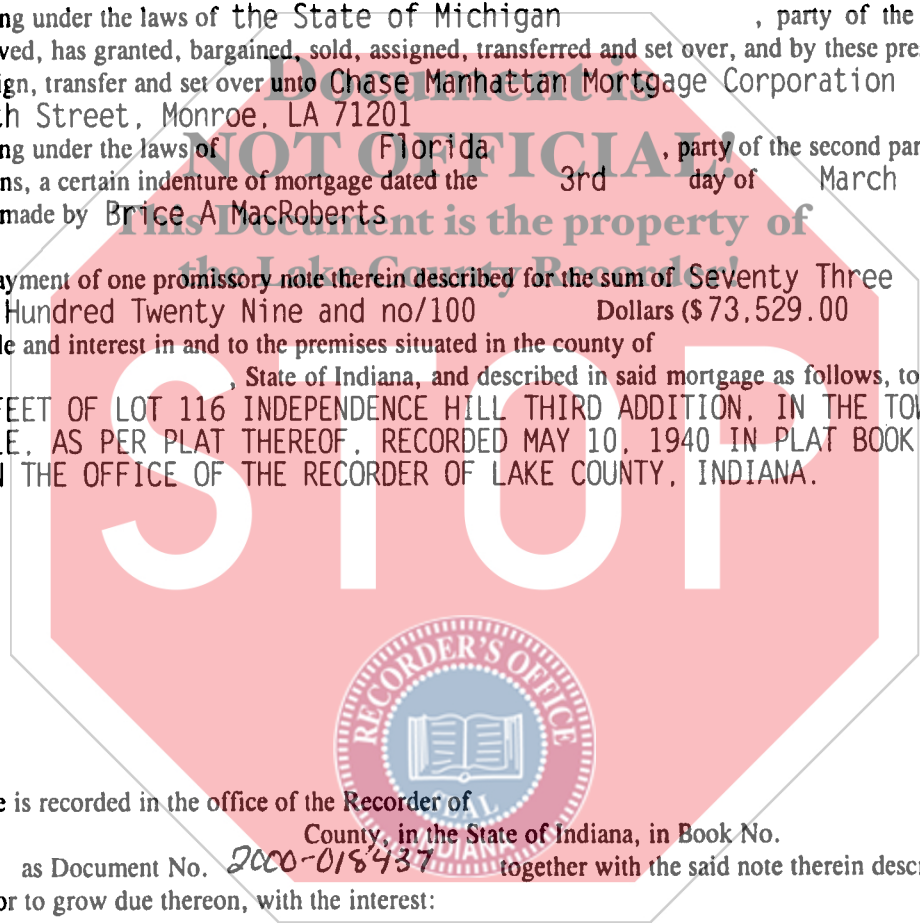 ng under the laws of the State of Michigan , party of the
ved, has granted, bargained, sold, assigned, transferred and set over, and by these pre
ign, transfer and set over unto Chase Manhattan Mortgage Corporation
th Street, Monroe, LA 71201
ng under the laws of Florida , party of the second par
ns, a certain indenture of mortgage dated the 3rd day of March
made by Brice A MacRoberts
ayment of one promissory note therein described for the sum of Seventy Three
Hundred Twenty Nine and no/100 Dollars ($ 73,529.00
le and interest in and to the premises situated in the county of
, State of Indiana, and described in said mortgage as follows, to
FEET OF LOT 116 INDEPENDENCE HILL THIRD ADDITION, IN THE TOW
LE, AS PER PLAT THEREOF, RECORDED MAY 10, 1940 IN PLAT BOOK
N THE OFFICE OF THE RECORDER OF LAKE COUNTY, INDIANA.
e is recorded in the office of the Recorder of
County, in the State of Indiana, in Book No.
as Document No. 2000-018437 together with the said note therein descr
or to grow due thereon, with the interest:
Document is
NOT OFFICIAL!
This Document is the property of
the Lake County Recorder!
STOP
RECORDER'S OFFICE
SEAL
INDIANA